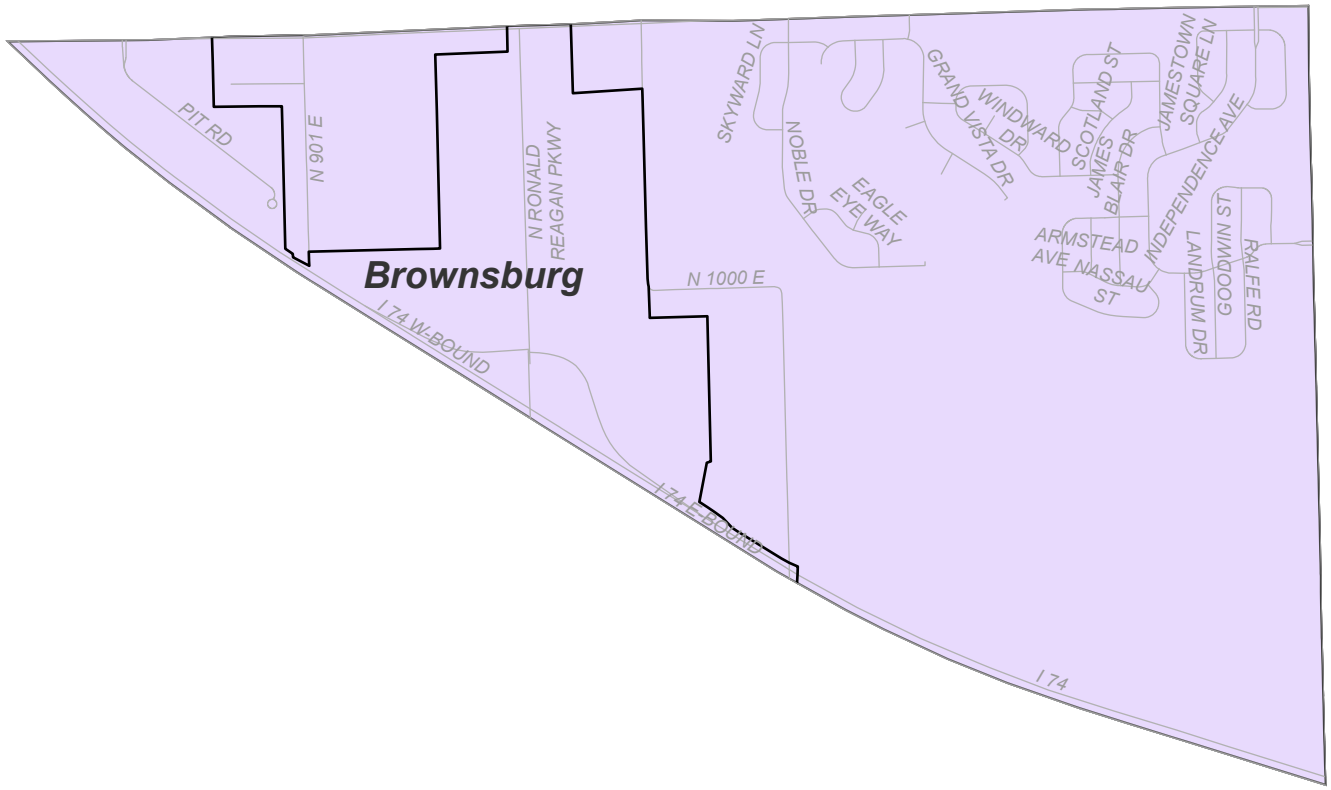 SKYWARD LN
JAMESTOWN
SQUARE LN
SCOTLAND ST
GRAND VISTA DR
WINDWARD
DR
PIT RD
N 901 E
N RONALD
REAGAN PKWY
NOBLE DR
EAGLE
EYE WAY
JAMES
BLAIR DR
INDEPENDENCE AVE
ARMSTEAD
AVE
NASSAU
ST
LANDRUM DR
GOODWIN ST
RALFE RD
Brownsburg
N 1000 E
I 74 W-BOUND
I 74 E-BOUND
I 74